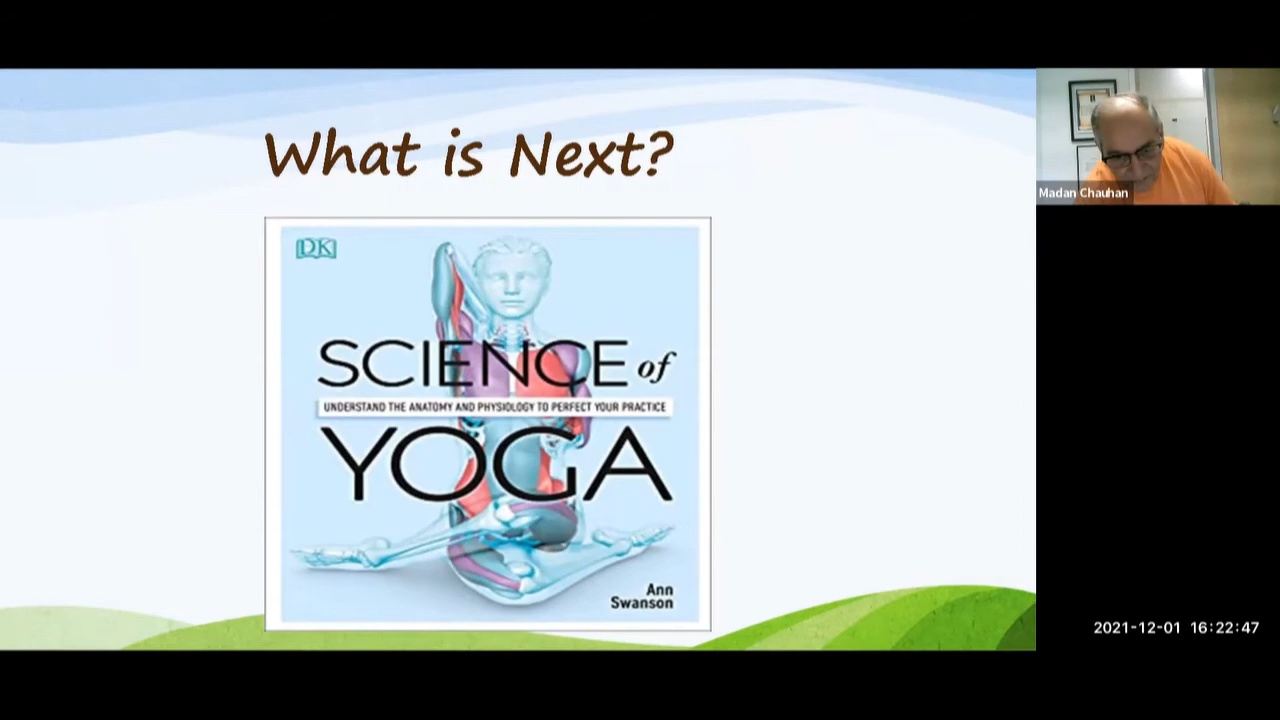 What is Next?
DK
SCIENCE of
UNDERSTAND THE ANATOMY AND PHYSIOLOGY TO PERFECT YOUR PRACTICE
YOGA
Ann
Swanson
Madan Chauhan
2021-12-01 16:22:47